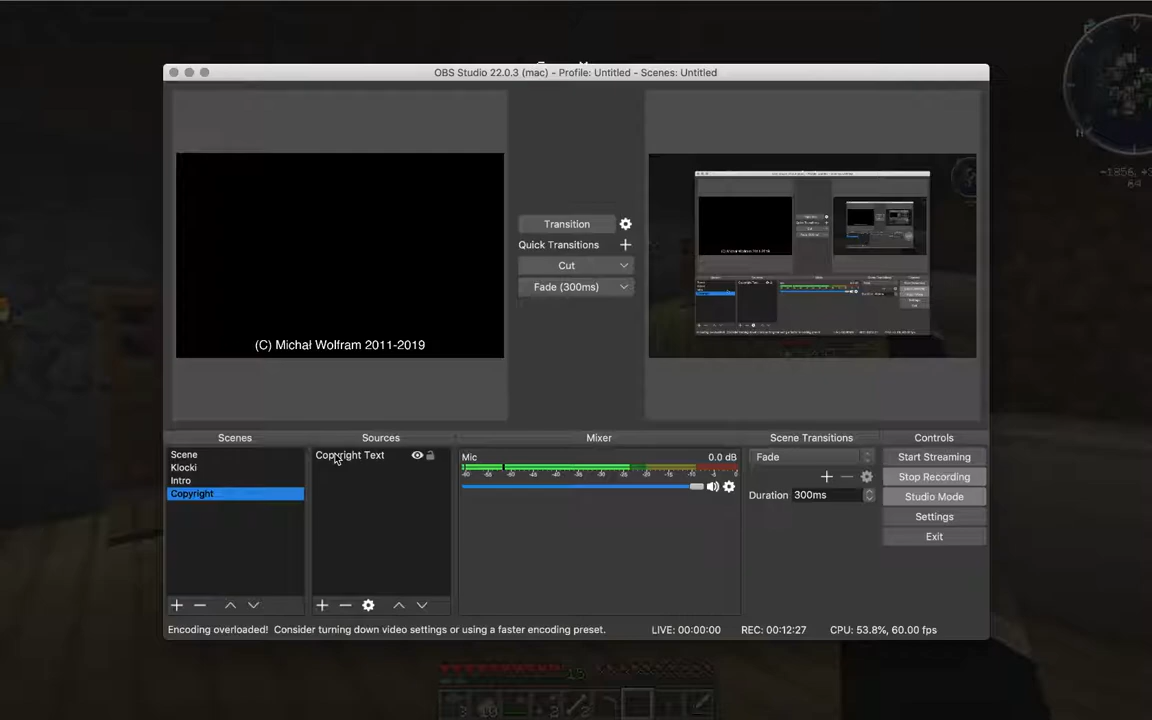 OBS Studio 22.0.3 (mac) - Profile: Untitled - Scenes: Untitled
N
64
Transition
Quick Transitions
Cut
Fade (300ms)
(C) Michał Wolfram 2011-2019
Scenes
Scene
Klocki
Intro
Copyright
Sources
Copyright Text
Mixer
Mic
0.0 dB
Scene Transitions
Fade
Duration
300ms
Controls
Start Streaming
Stop Recording
Studio Mode
Settings
Exit
Encoding overloaded! Consider turning down video settings or using a faster encoding preset.
LIVE: 00:00:00
REC: 00:12:27
CPU: 53.8%, 60.00 fps
15